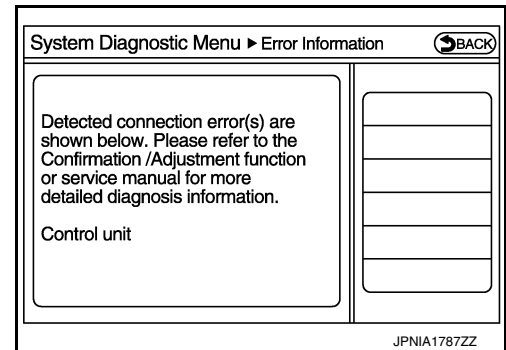 System Diagnostic Menu ▶ Error Information
BACK
Detected connection error(s) are
shown below. Please refer to the
Confirmation /Adjustment function
or service manual for more
detailed diagnosis information.
Control unit
JPNIA1787ZZ